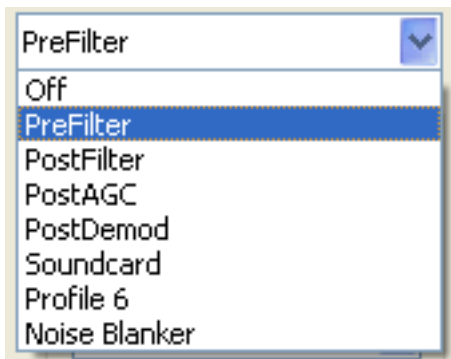 PreFilter
Off
PreFilter
PostFilter
PostAGC
PostDemod
Soundcard
Profile 6
Noise Blanker